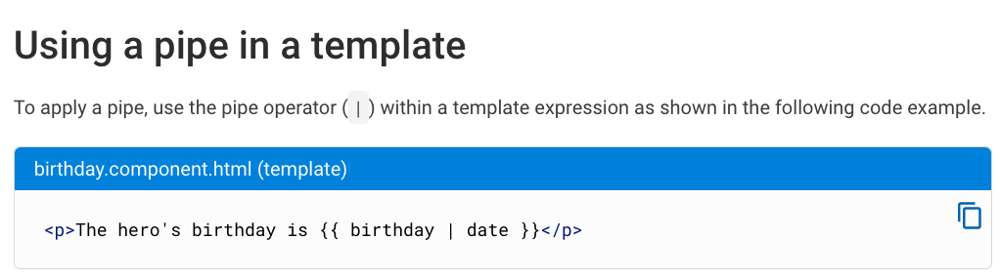 Using a pipe in a template
To apply a pipe, use the pipe operator ( | ) within a template expression as shown in the following code example.
birthday.component.html (template)
<p>The hero's birthday is {{ birthday | date }}</p>